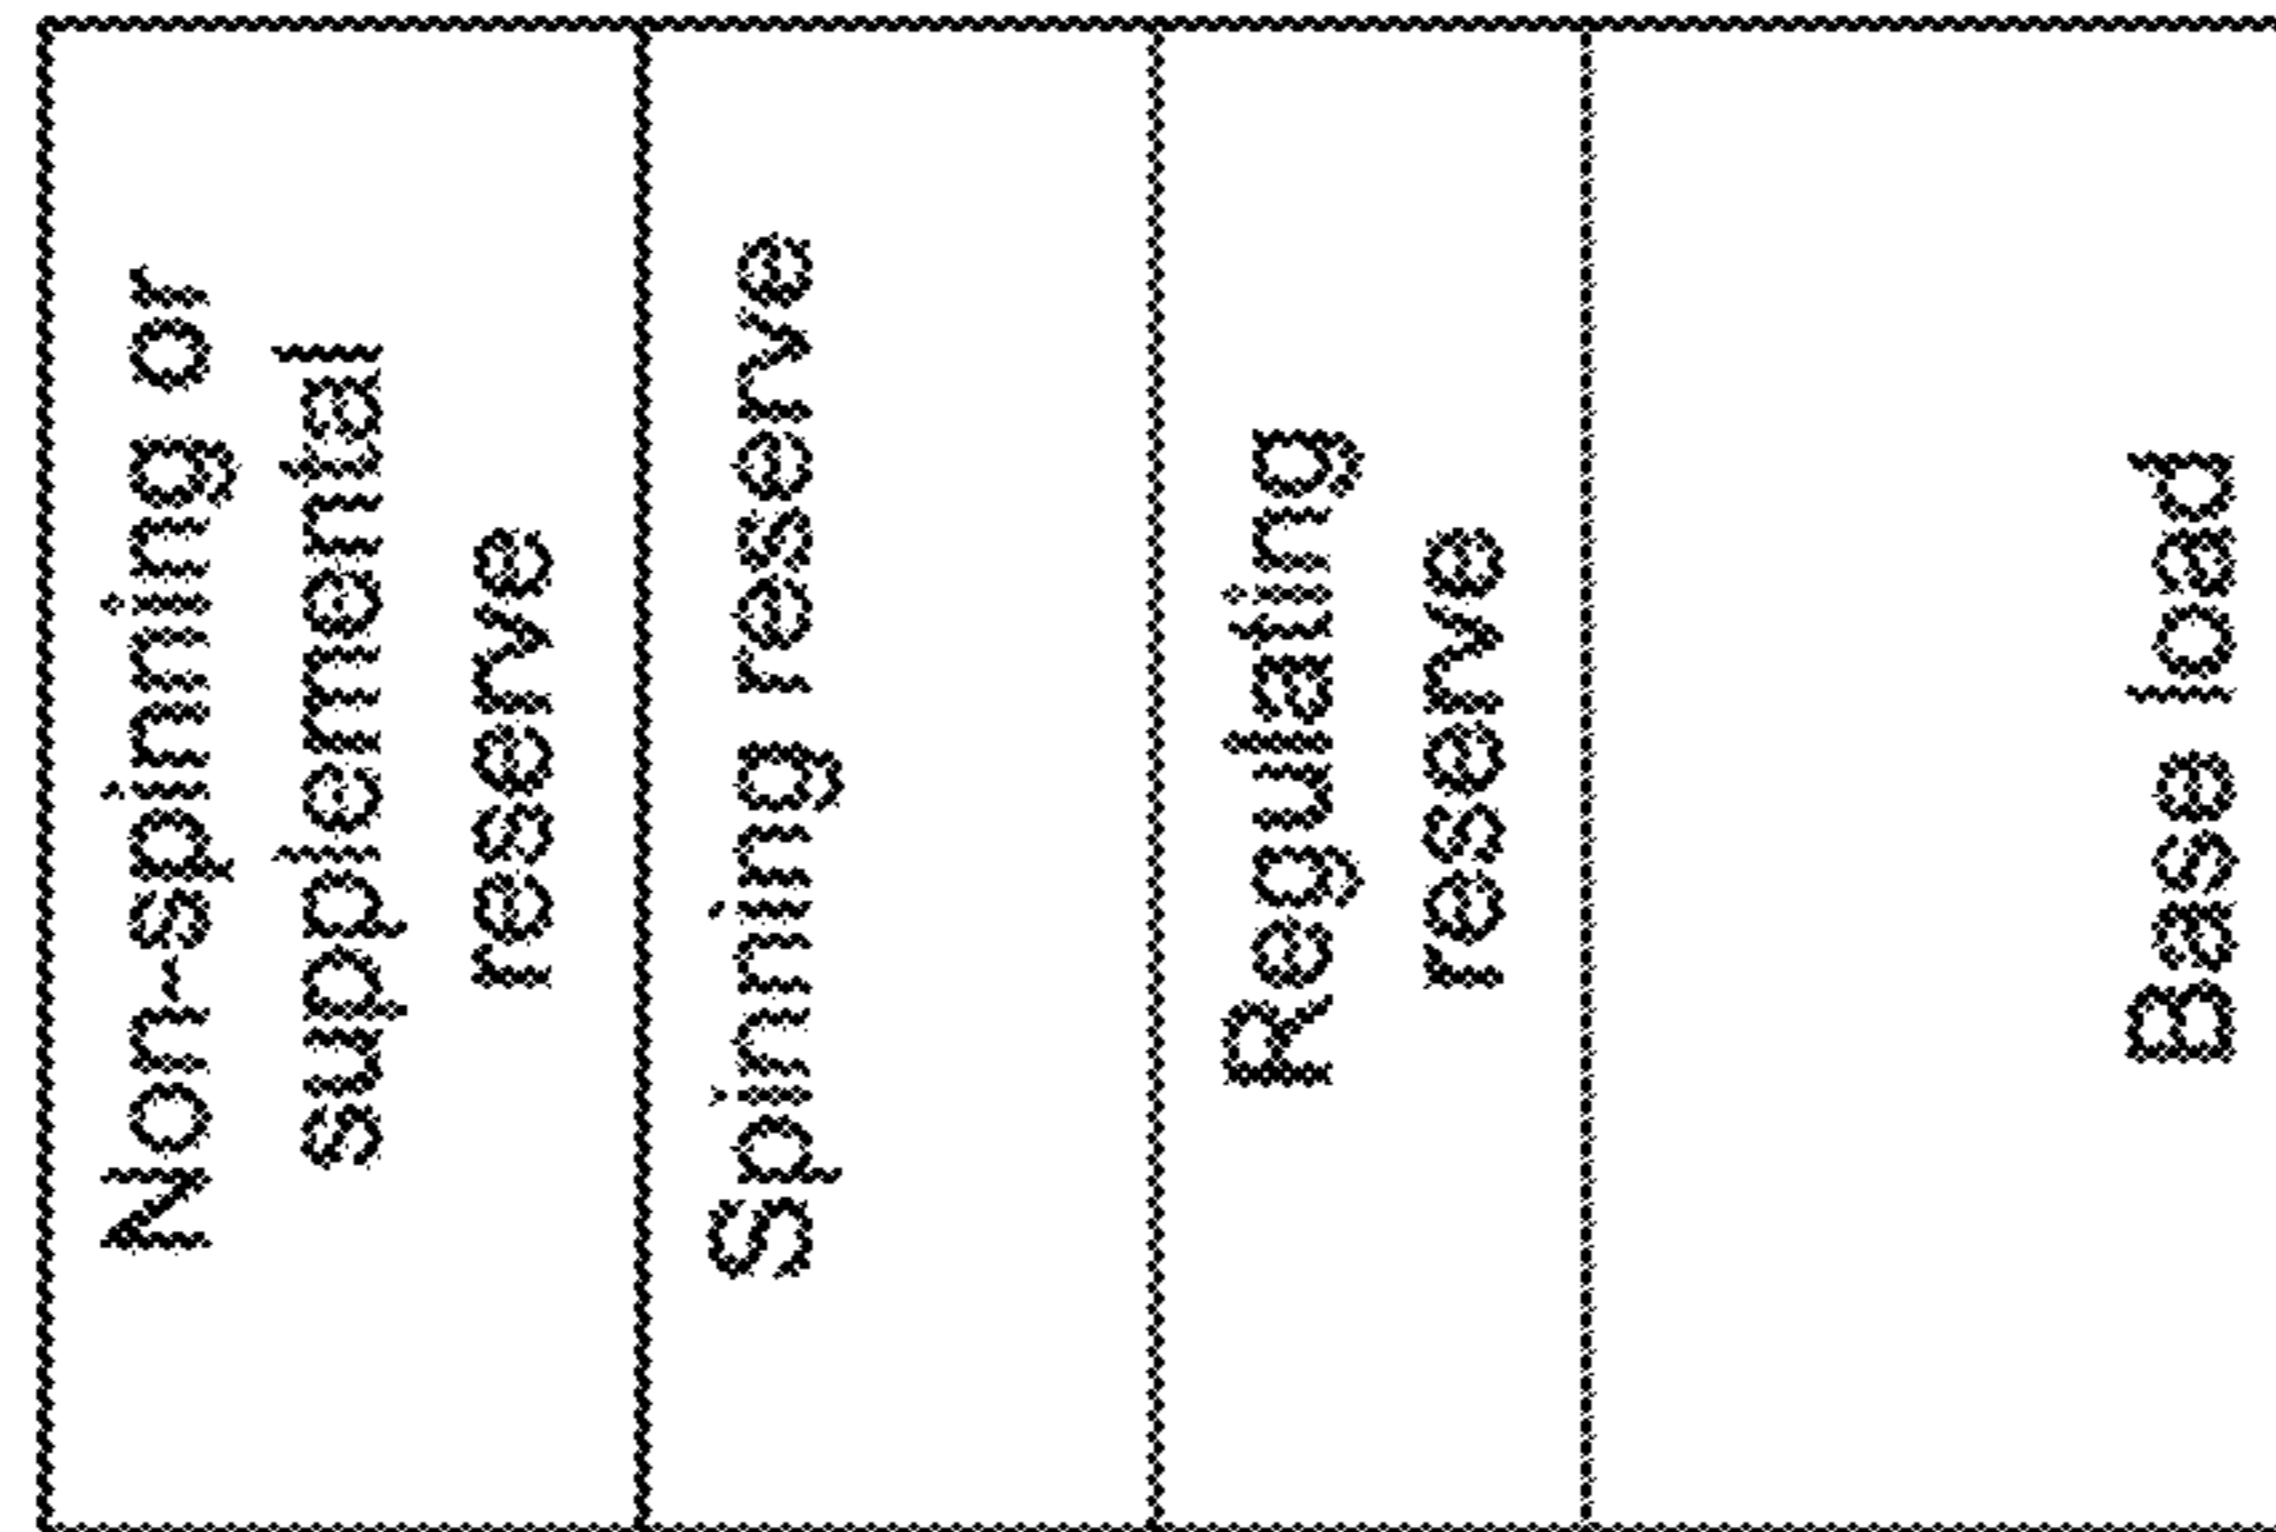 Non-spinning or
supplemental
reserve
Spinning reserve
Regulating
reserve
Base load